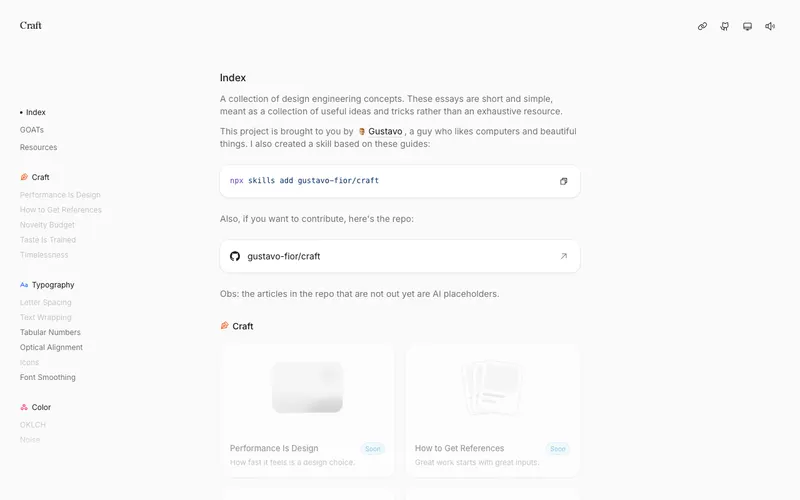 Craft
Index
GOATs
Resources
Craft
Performance Is Design
How to Get References
Novelty Budget
Taste Is Trained
Timelessness
Aa Typography
Letter Spacing
Text Wrapping
Tabular Numbers
Optical Alignment
Icons
Font Smoothing
Color
OKLCH
Noise
Index
A collection of design engineering concepts. These essays are short and simple,
meant as a collection of useful ideas and tricks rather than an exhaustive resource.
This project is brought to you by Gustavo , a guy who likes computers and beautiful
things. I also created a skill based on these guides:
npx skills add gustavo-fior/craft
Also, if you want to contribute, here's the repo:
gustavo-fior/craft
Obs: the articles in the repo that are not out yet are AI placeholders.
Craft
Performance Is Design
Soon
How fast it feels is a design choice.
How to Get References
Soon
Great work starts with great inputs.